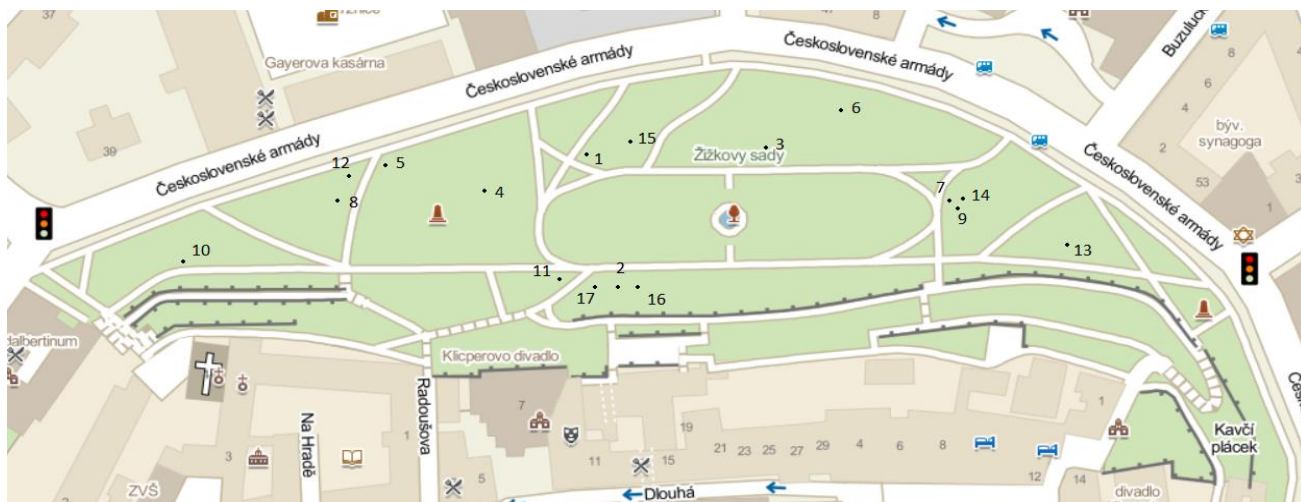 37
Gayerova kasárna
Československé armády
Československé armády
47
8
Buzuluck
8
6
4
býv.
synagoga
2
53
1
39
Československé armády
12
5
8
4
1
15
3
6
Žižkovy sady
7
14
9
13
Československé armády
10
11
2
17
16
dalbertinum
Klicperovo divadlo
Radoušova
Na Hradě
7
1
3
5
11
15
19
21
23
25
27
29
4
6
8
12
14
1
ZVŠ
Dlouhá
Kavčí
plácek
divadlo